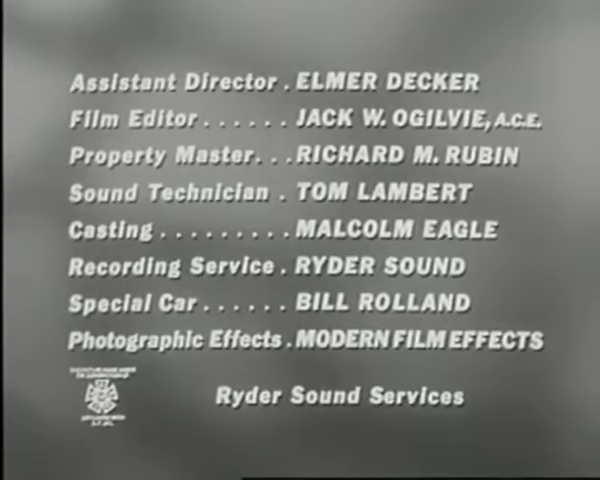 Assistant Director . ELMER DECKER
Film Editor . . . . . . JACK W. OGILVIE, A.C.E.
Property Master. . . RICHARD M. RUBIN
Sound Technician . TOM LAMBERT
Casting . . . . . . . . . MALCOLM EAGLE
Recording Service . RYDER SOUND
Special Car . . . . . . BILL ROLLAND
Photographic Effects . MODERN FILM EFFECTS
Ryder Sound Services